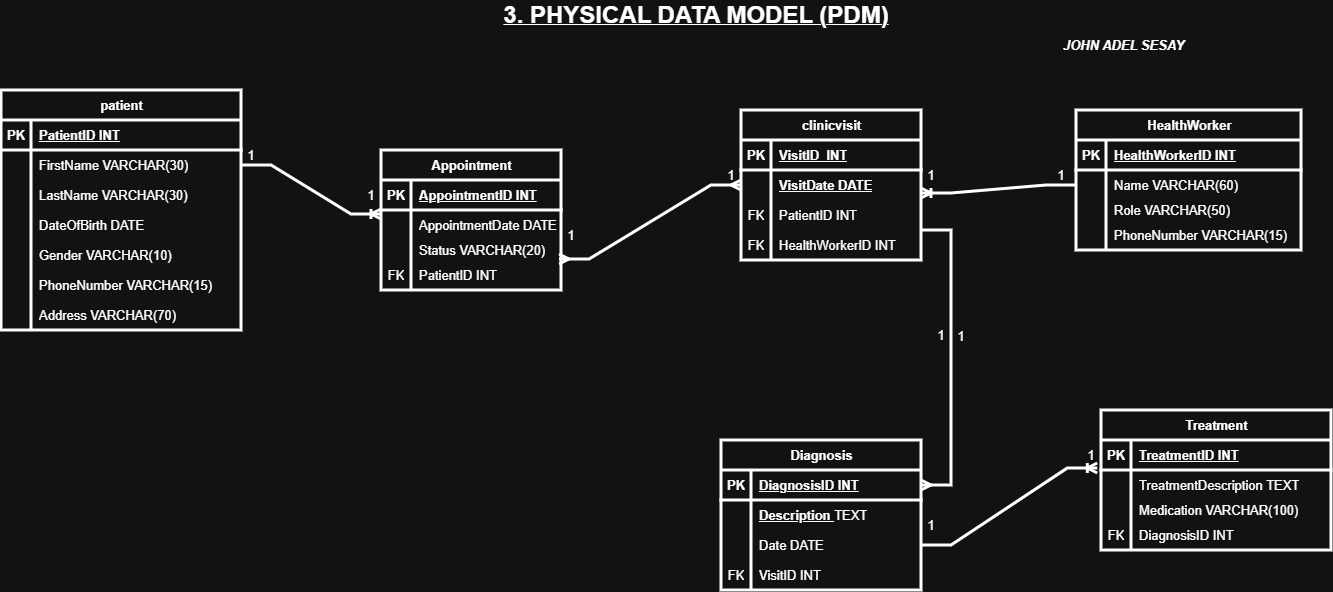 3. PHYSICAL DATA MODEL (PDM)
JOHN ADEL SESAY
patient
PK PatientID INT
FirstName VARCHAR(30)
LastName VARCHAR(30)
DateOfBirth DATE
Gender VARCHAR(10)
PhoneNumber VARCHAR(15)
Address VARCHAR(70)
1
1
Appointment
PK AppointmentID INT
AppointmentDate DATE
Status VARCHAR(20)
FK PatientID INT
1
1
clinicvisit
PK VisitID INT
VisitDate DATE
FK PatientID INT
FK HealthWorkerID INT
1
1
HealthWorker
PK HealthWorkerID INT
Name VARCHAR(60)
Role VARCHAR(50)
PhoneNumber VARCHAR(15)
1 1
Diagnosis
PK DiagnosisID INT
Description TEXT
Date DATE
FK VisitID INT
1
1
Treatment
PK TreatmentID INT
TreatmentDescription TEXT
Medication VARCHAR(100)
FK DiagnosisID INT